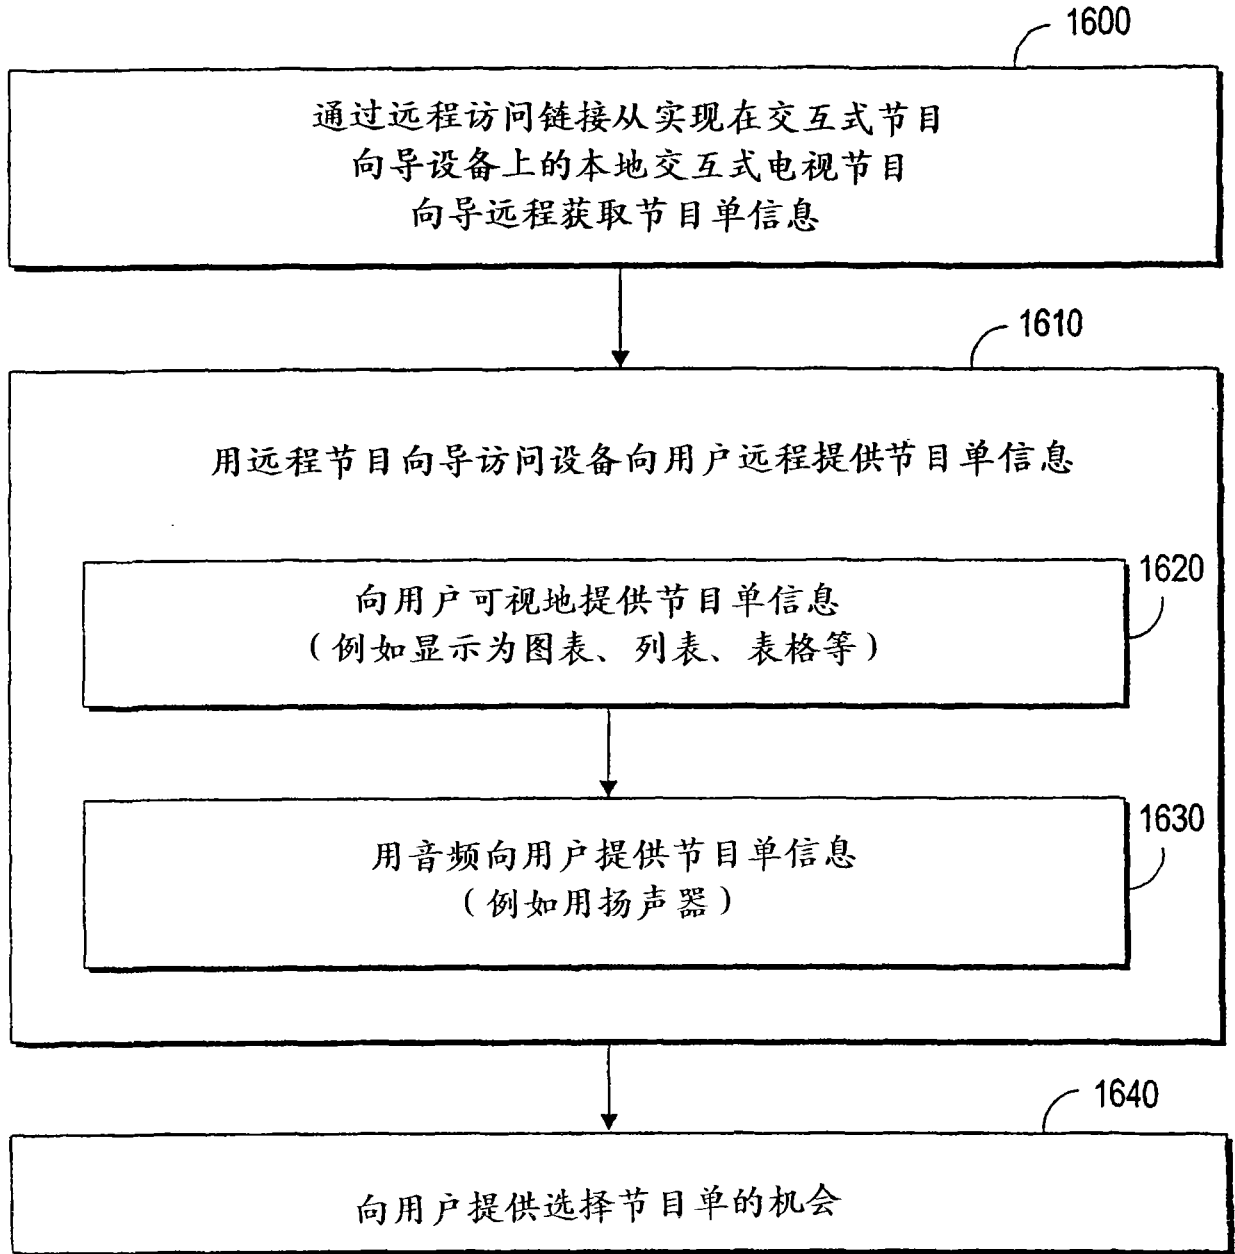 1600
通过远程访问链接从实现在交互式节目
向导设备上的本地交互式电视节目
向导远程获取节目单信息
1610
用远程节目向导访问设备向用户远程提供节目单信息
1620
向用户可视地提供节目单信息
(例如显示为图表、列表、表格等)
1630
用音频向用户提供节目单信息
(例如用扬声器)
1640
向用户提供选择节目单的机会